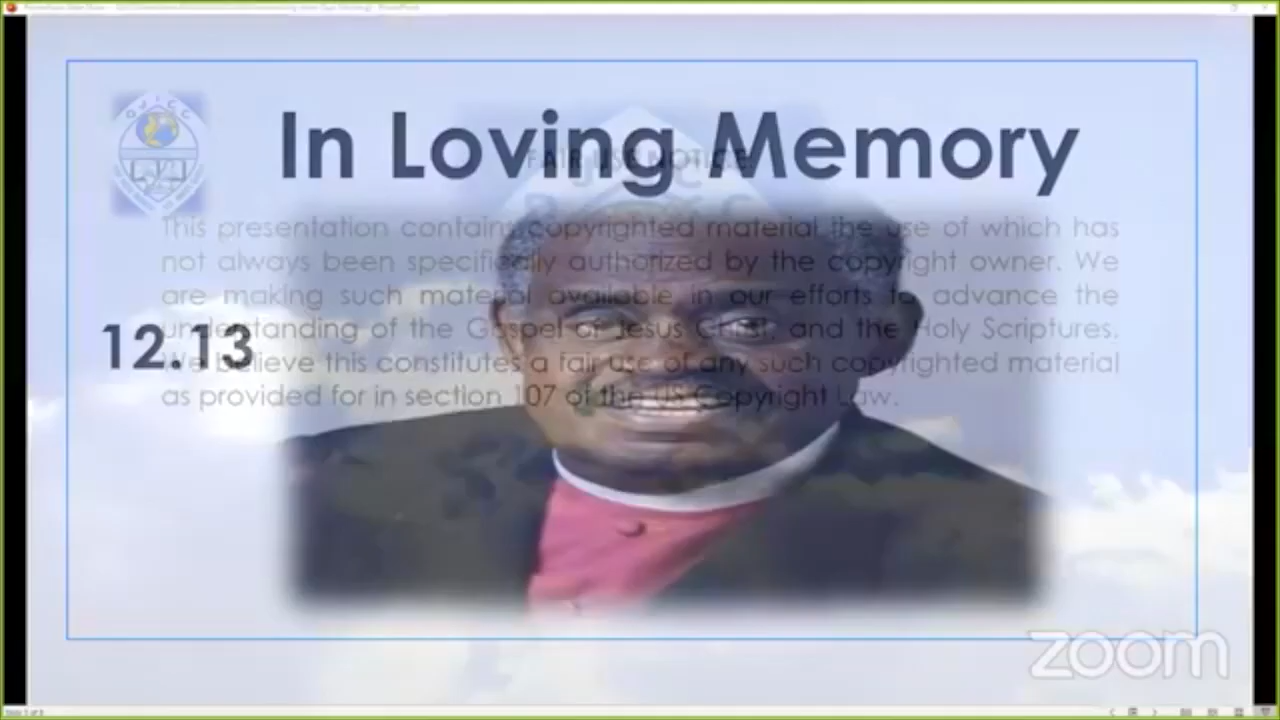 In Loving Memory
FAIR USE NOTICE
This presentation contains copyrighted material the use of which has
not always been specifically authorized by the copyright owner. We
are making such material available in our efforts to advance the
understanding of the Gospel of Jesus Christ, and the Holy Scriptures.
12.13
We believe this constitutes a fair use of any such copyrighted material
as provided for in section 107 of the US Copyright Law.
zoom